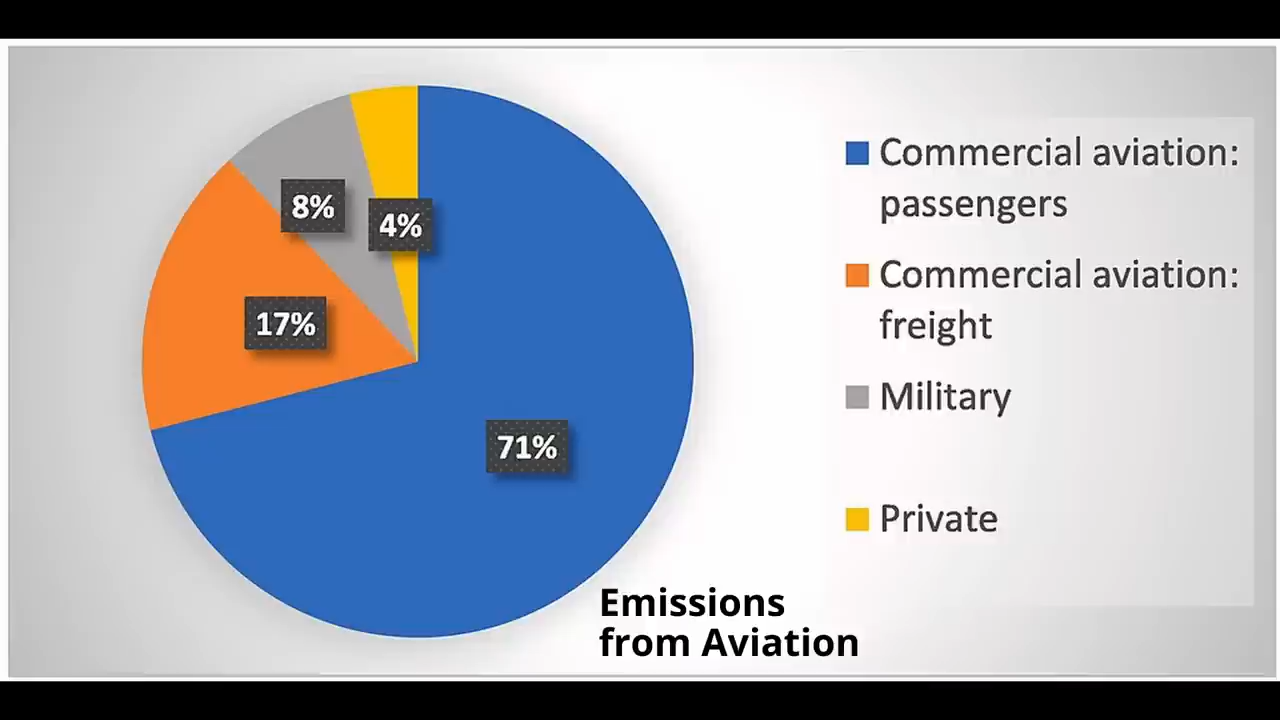 8%
4%
17%
71%
Commercial aviation:
passengers
Commercial aviation:
freight
Military
Private
Emissions
from Aviation